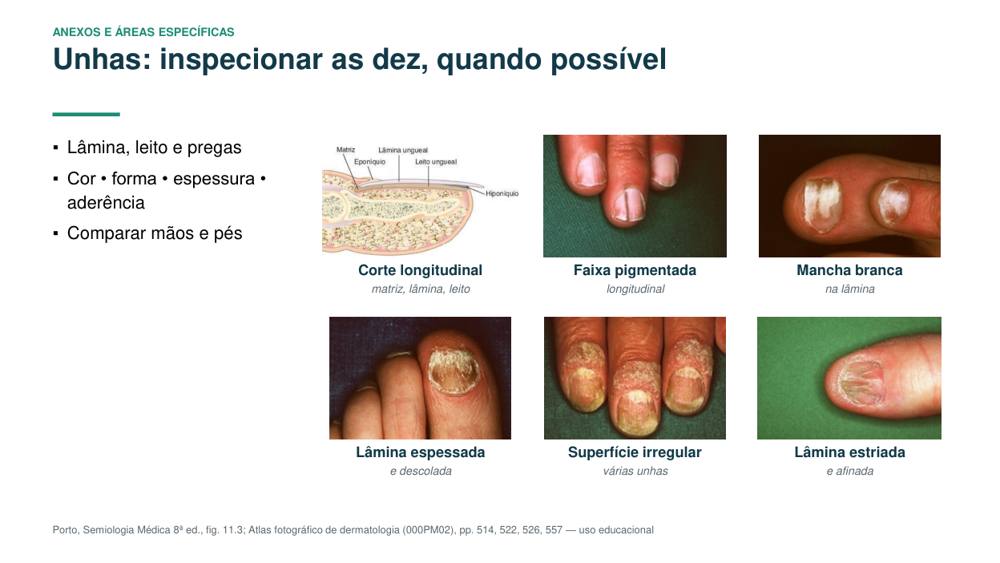 ANEXOS E ÁREAS ESPECÍFICAS
Unhas: inspecionar as dez, quando possível
▪ Lâmina, leito e pregas
▪ Cor • forma • espessura •
aderência
▪ Comparar mãos e pés
Matriz
Lâmina ungueal
Eponíquio
Leito ungueal
Hiponíquio
Corte longitudinal
matriz, lâmina, leito
Faixa pigmentada
longitudinal
Mancha branca
na lâmina
Lâmina espessada
e descolada
Superfície irregular
várias unhas
Lâmina estriada
e afinada
Porto, Semiologia Médica 8ª ed., fig. 11.3; Atlas fotográfico de dermatologia (000PM02), pp. 514, 522, 526, 557 — uso educacional